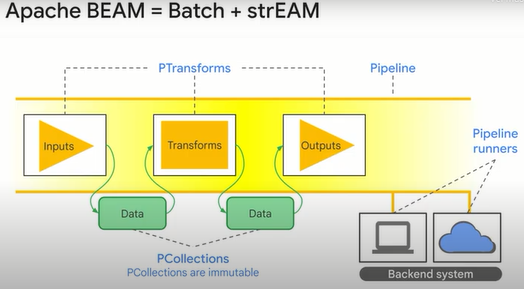 Apache BEAM = Batch + strEAM
PTransforms
Pipeline
Inputs
Transforms
Outputs
Pipeline
runners
Data
Data
PCollections
PCollections are immutable
Backend system